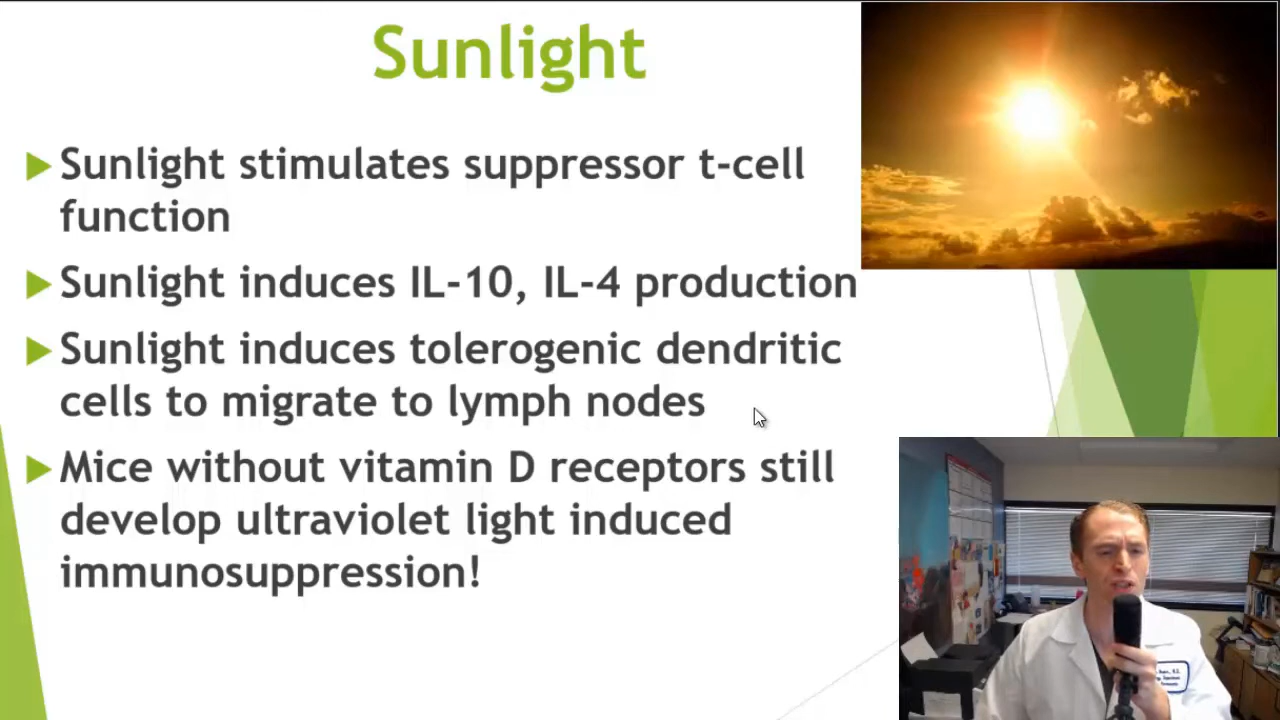 Sunlight
Sunlight stimulates suppressor t-cell
function
Sunlight induces IL-10, IL-4 production
Sunlight induces tolerogenic dendritic
cells to migrate to lymph nodes
Mice without vitamin D receptors still
develop ultraviolet light induced
immunosuppression!